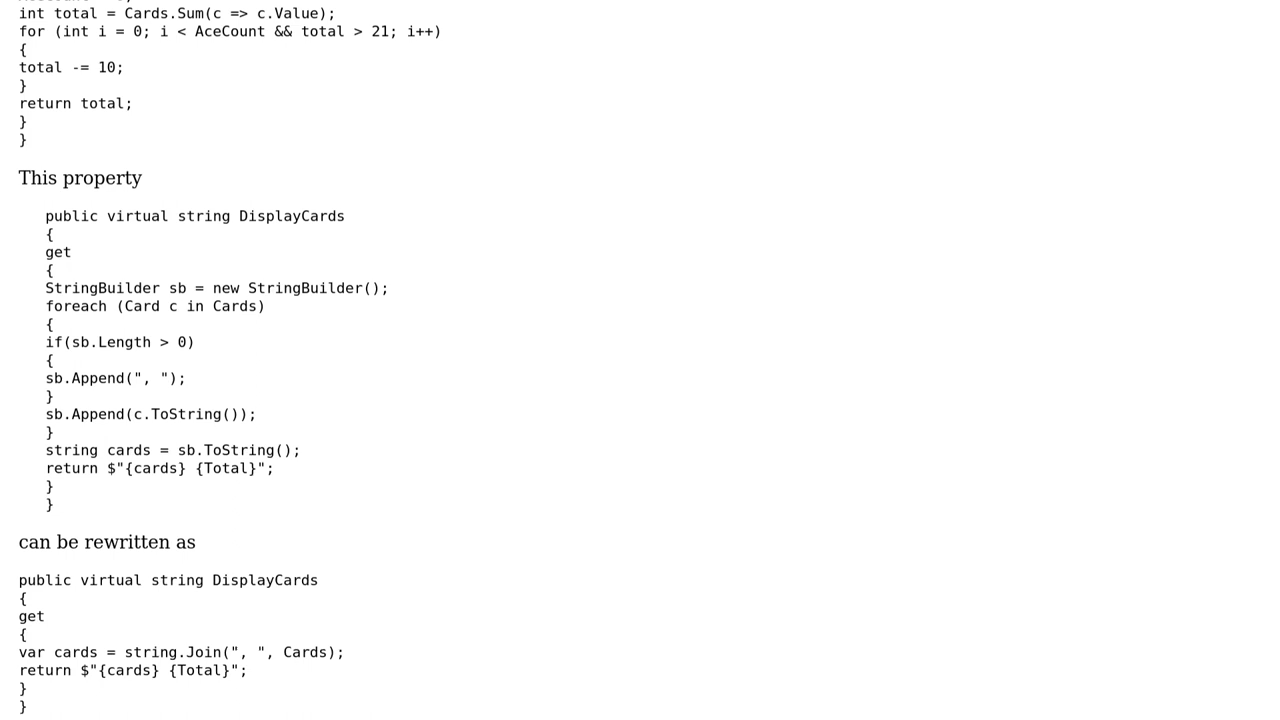 int total = Cards.Sum(c => c.Value);
for (int i = 0; i < AceCount && total > 21; i++)
{
total -= 10;
}
return total;
}
}
This property
public virtual string DisplayCards
{
get
{
StringBuilder sb = new StringBuilder();
foreach (Card c in Cards)
{
if(sb.Length > 0)
{
sb.Append(", ");
}
sb.Append(c.ToString());
}
string cards = sb.ToString();
return $"{cards} {Total}";
}
}
can be rewritten as
public virtual string DisplayCards
{
get
{
var cards = string.Join(", ", Cards);
return $"{cards} {Total}";
}
}